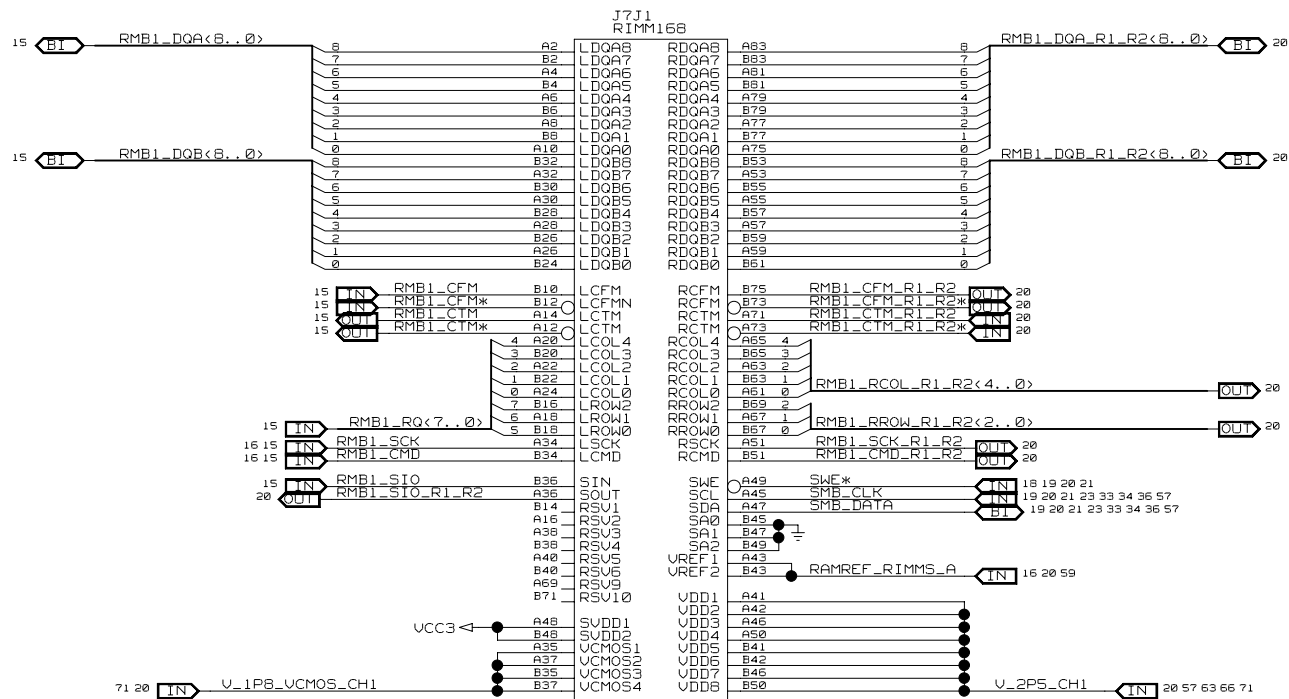 J7J1
RIMM168
15 BI RMB1_DQA<8..0> RMB1_DQA_R1_R2<8..0> BI 20
8 A2 LDQA8 RDQA8 A83 8
7 B2 LDQA7 RDQA7 B83 7
6 A4 LDQA6 RDQA6 A81 6
5 B4 LDQA5 RDQA5 B81 5
4 A6 LDQA4 RDQA4 A79 4
3 B6 LDQA3 RDQA3 B79 3
2 A8 LDQA2 RDQA2 A77 2
1 B8 LDQA1 RDQA1 B77 1
0 A10 LDQA0 RDQA0 A75 0
15 BI RMB1_DQB<8..0> RMB1_DQB_R1_R2<8..0> BI 20
8 B32 LDQB8 RDQB8 B53 8
7 A32 LDQB7 RDQB7 A53 7
6 B30 LDQB6 RDQB6 B55 6
5 A30 LDQB5 RDQB5 A55 5
4 B28 LDQB4 RDQB4 B57 4
3 A28 LDQB3 RDQB3 A57 3
2 B26 LDQB2 RDQB2 B59 2
1 A26 LDQB1 RDQB1 A59 1
0 B24 LDQB0 RDQB0 B61 0
15 IN RMB1_CFM B10 LCFM RCFM B75 RMB1_CFM_R1_R2 OUT 20
15 IN RMB1_CFM* B12 LCFMN RCFM B73 RMB1_CFM_R1_R2* OUT 20
15 OUT RMB1_CTM A14 LCTM RCTM A71 RMB1_CTM_R1_R2 IN 20
15 OUT RMB1_CTM* A12 LCTM RCTM A73 RMB1_CTM_R1_R2* IN 20
4 A20 LCOL4 RCOL4 A65 4
3 B20 LCOL3 RCOL3 B65 3
2 A22 LCOL2 RCOL2 A63 2
1 B22 LCOL1 RCOL1 B63 1
0 A24 LCOL0 RCOL0 A61 0 RMB1_RCOL_R1_R2<4..0> OUT 20
7 B16 LROW2 RROW2 B69 2
6 A18 LROW1 RROW1 A67 1
15 IN RMB1_RQ<7..0> 5 B18 LROW0 RROW0 B67 0 RMB1_RROW_R1_R2<2..0> OUT 20
16 15 IN RMB1_SCK A34 LSCK RSCK A51 RMB1_SCK_R1_R2 OUT 20
16 15 IN RMB1_CMD B34 LCMD RCMD B51 RMB1_CMD_R1_R2 OUT 20
15 IN RMB1_SIO B36 SIN SWE A49 SWE* IN 18 19 20 21
20 OUT RMB1_SIO_R1_R2 A36 SOUT SCL A45 SMB_CLK IN 19 20 21 23 33 34 36 57
B14 RSV1 SDA A47 SMB_DATA BI 19 20 21 23 33 34 36 57
A16 RSV2 SA0 B45
A38 RSV3 SA1 B47
B38 RSV4 SA2 B49
A40 RSV5 VREF1 A43
B40 RSV6 VREF2 B43 RAMREF_RIMMS_A IN 16 20 59
A69 RSV9
B71 RSV10 VDD1 A41
VDD2 A42
VCC3 A48 SVDD1 VDD3 A46
B48 SVDD2 VDD4 A50
A35 VCMOS1 VDD5 B41
A37 VCMOS2 VDD6 B42
B35 VCMOS3 VDD7 B46
71 20 IN V_1P8_VCMOS_CH1 B37 VCMOS4 VDD8 B50 V_2P5_CH1 IN 20 57 63 66 71